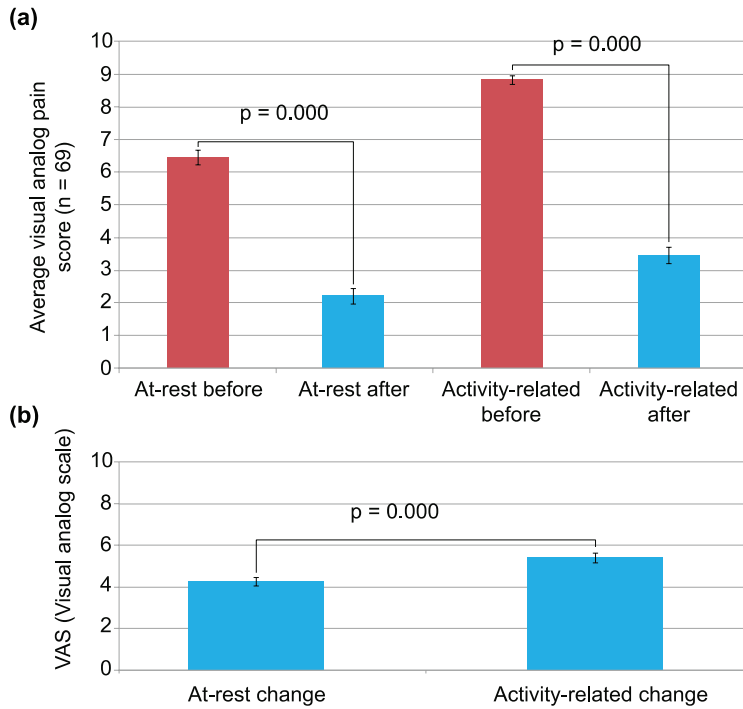 (a)
Average visual analog pain
score (n = 69)
10
9
8
7
6
5
4
3
2
1
0
p = 0.000
p = 0.000
At-rest before
At-rest after
Activity-related
before
Activity-related
after
(b)
VAS (Visual analog scale)
10
8
6
4
2
0
p = 0.000
At-rest change
Activity-related change